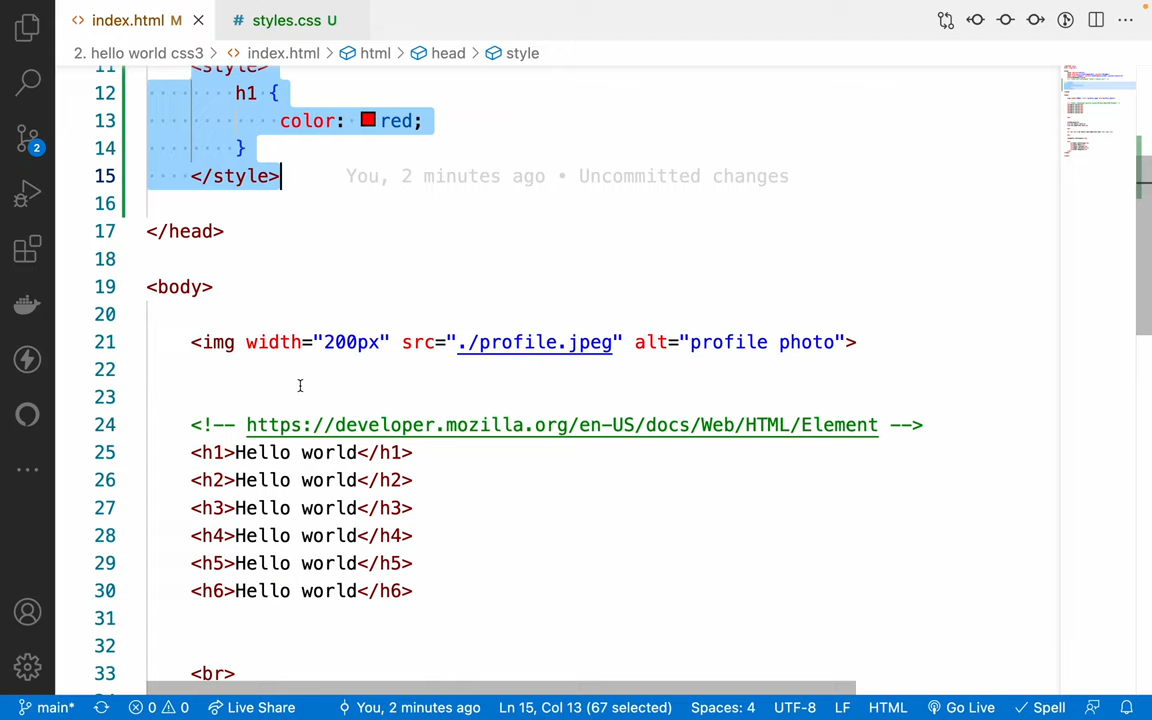 index.html M
styles.css U
2. hello world css3 > index.html > html > head > style
11 <style>
12 h1 {
13 color: red;
14 }
15 </style> You, 2 minutes ago • Uncommitted changes
16
17 </head>
18
19 <body>
20
21 <img width="200px" src="./profile.jpeg" alt="profile photo">
22
23
24 <!-- https://developer.mozilla.org/en-US/docs/Web/HTML/Element -->
25 <h1>Hello world</h1>
26 <h2>Hello world</h2>
27 <h3>Hello world</h3>
28 <h4>Hello world</h4>
29 <h5>Hello world</h5>
30 <h6>Hello world</h6>
31
32
33 <br>
2
main* 0 0 Live Share You, 2 minutes ago Ln 15, Col 13 (67 selected) Spaces: 4 UTF-8 LF HTML Go Live Spell